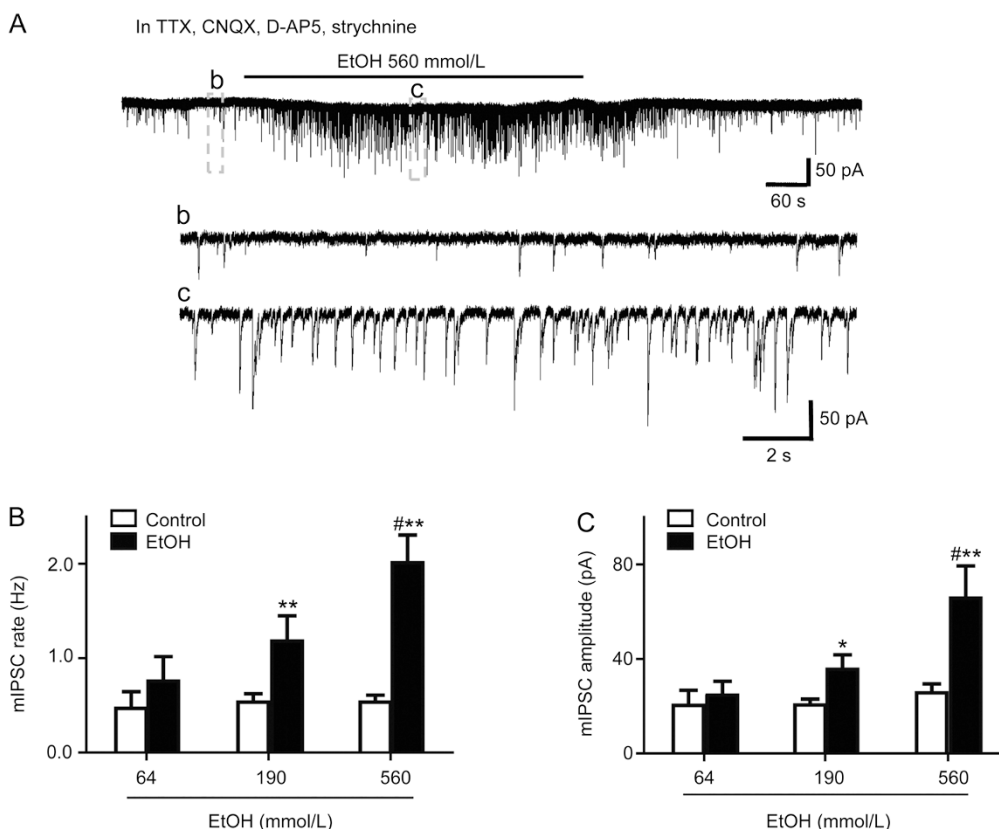 A
In TTX, CNQX, D-AP5, strychnine
EtOH 560 mmol/L
b
c
50 pA
60 s
b
c
50 pA
2 s
B
Control
EtOH
mIPSC rate (Hz)
2.0
1.0
0.0
**
#**
64 190 560
EtOH (mmol/L)
C
Control
EtOH
mIPSC amplitude (pA)
80
40
0
*
#**
64 190 560
EtOH (mmol/L)